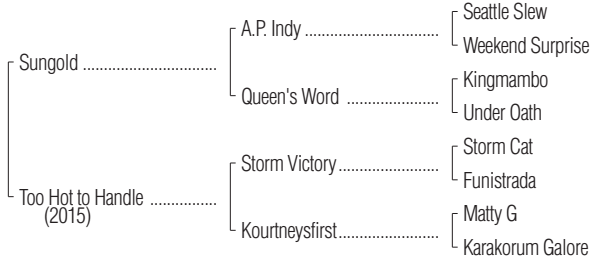 Seattle Slew
A.P. Indy ..............................
Weekend Surprise
Sungold ..............................
Kingmambo
Queen's Word .....................
Under Oath
Storm Cat
Storm Victory......................
Funistrada
Too Hot to Handle ...............
(2015)
Matty G
Kourtneysfirst......................
Karakorum Galore